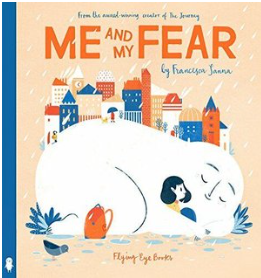 From the award-winning creator of The Journey
ME AND MY FEAR
by Francesca Sanna
Flying Eye Books